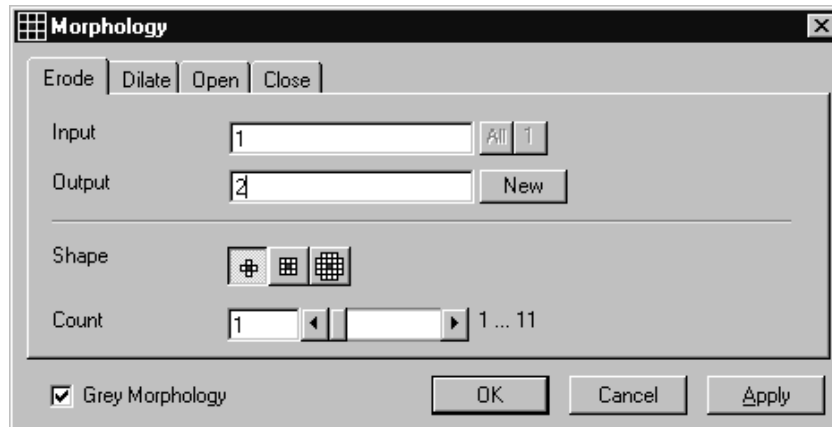 Morphology
Erode Dilate Open Close
Input 1 All 1
Output 2 New
Shape
Count 1 1 ... 11
Grey Morphology OK Cancel Apply